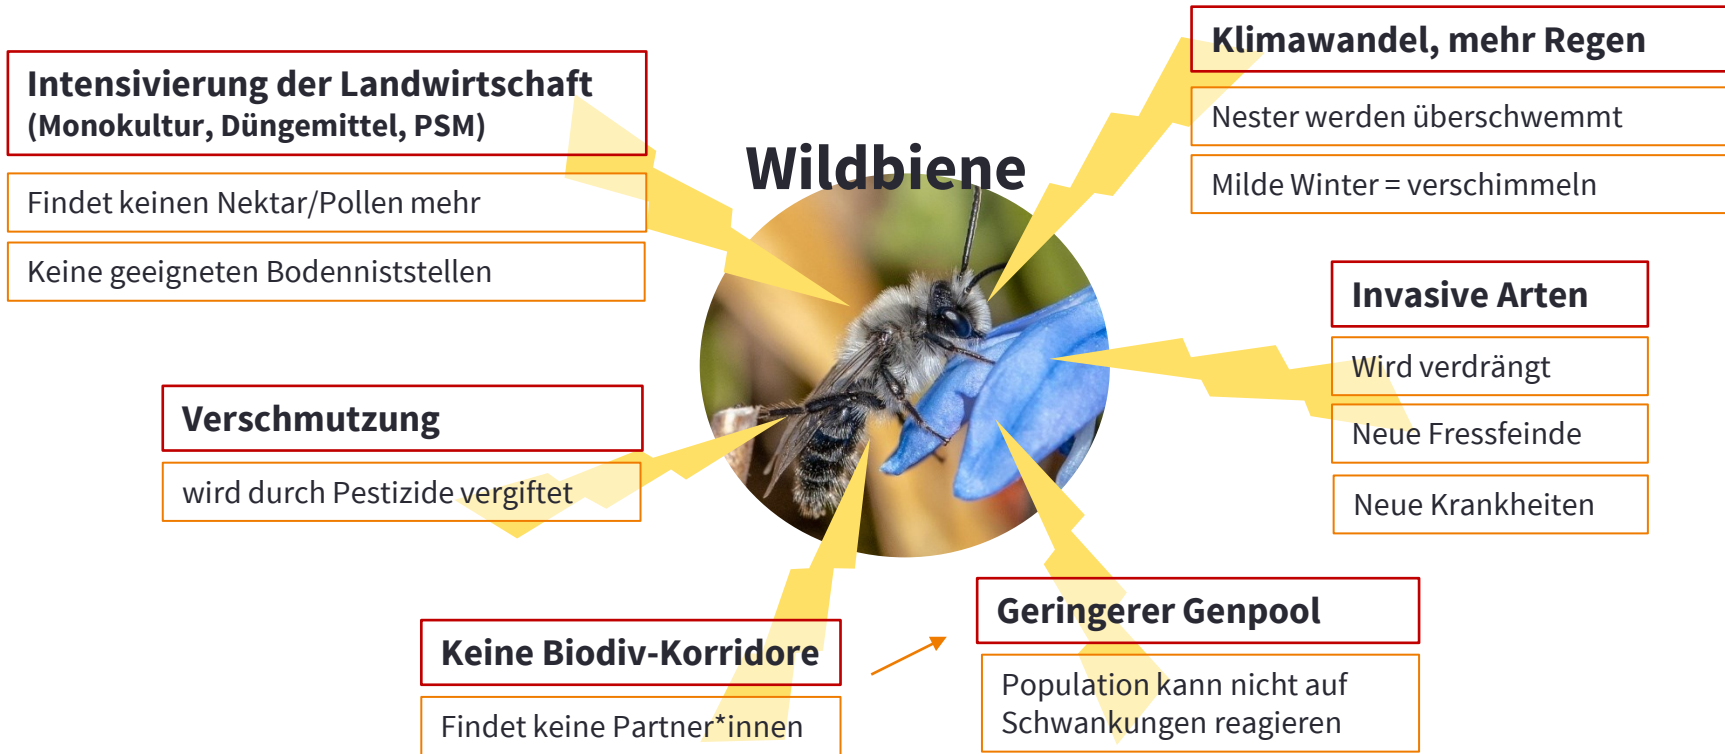 Wildbiene
Intensivierung der Landwirtschaft
(Monokultur, Düngemittel, PSM)
Findet keinen Nektar/Pollen mehr
Keine geeigneten Bodenniststellen
Klimawandel, mehr Regen
Nester werden überschwemmt
Milde Winter = verschimmeln
Invasive Arten
Wird verdrängt
Neue Fressfeinde
Neue Krankheiten
Verschmutzung
wird durch Pestizide vergiftet
Keine Biodiv-Korridore
Findet keine Partner*innen
Geringerer Genpool
Population kann nicht auf
Schwankungen reagieren